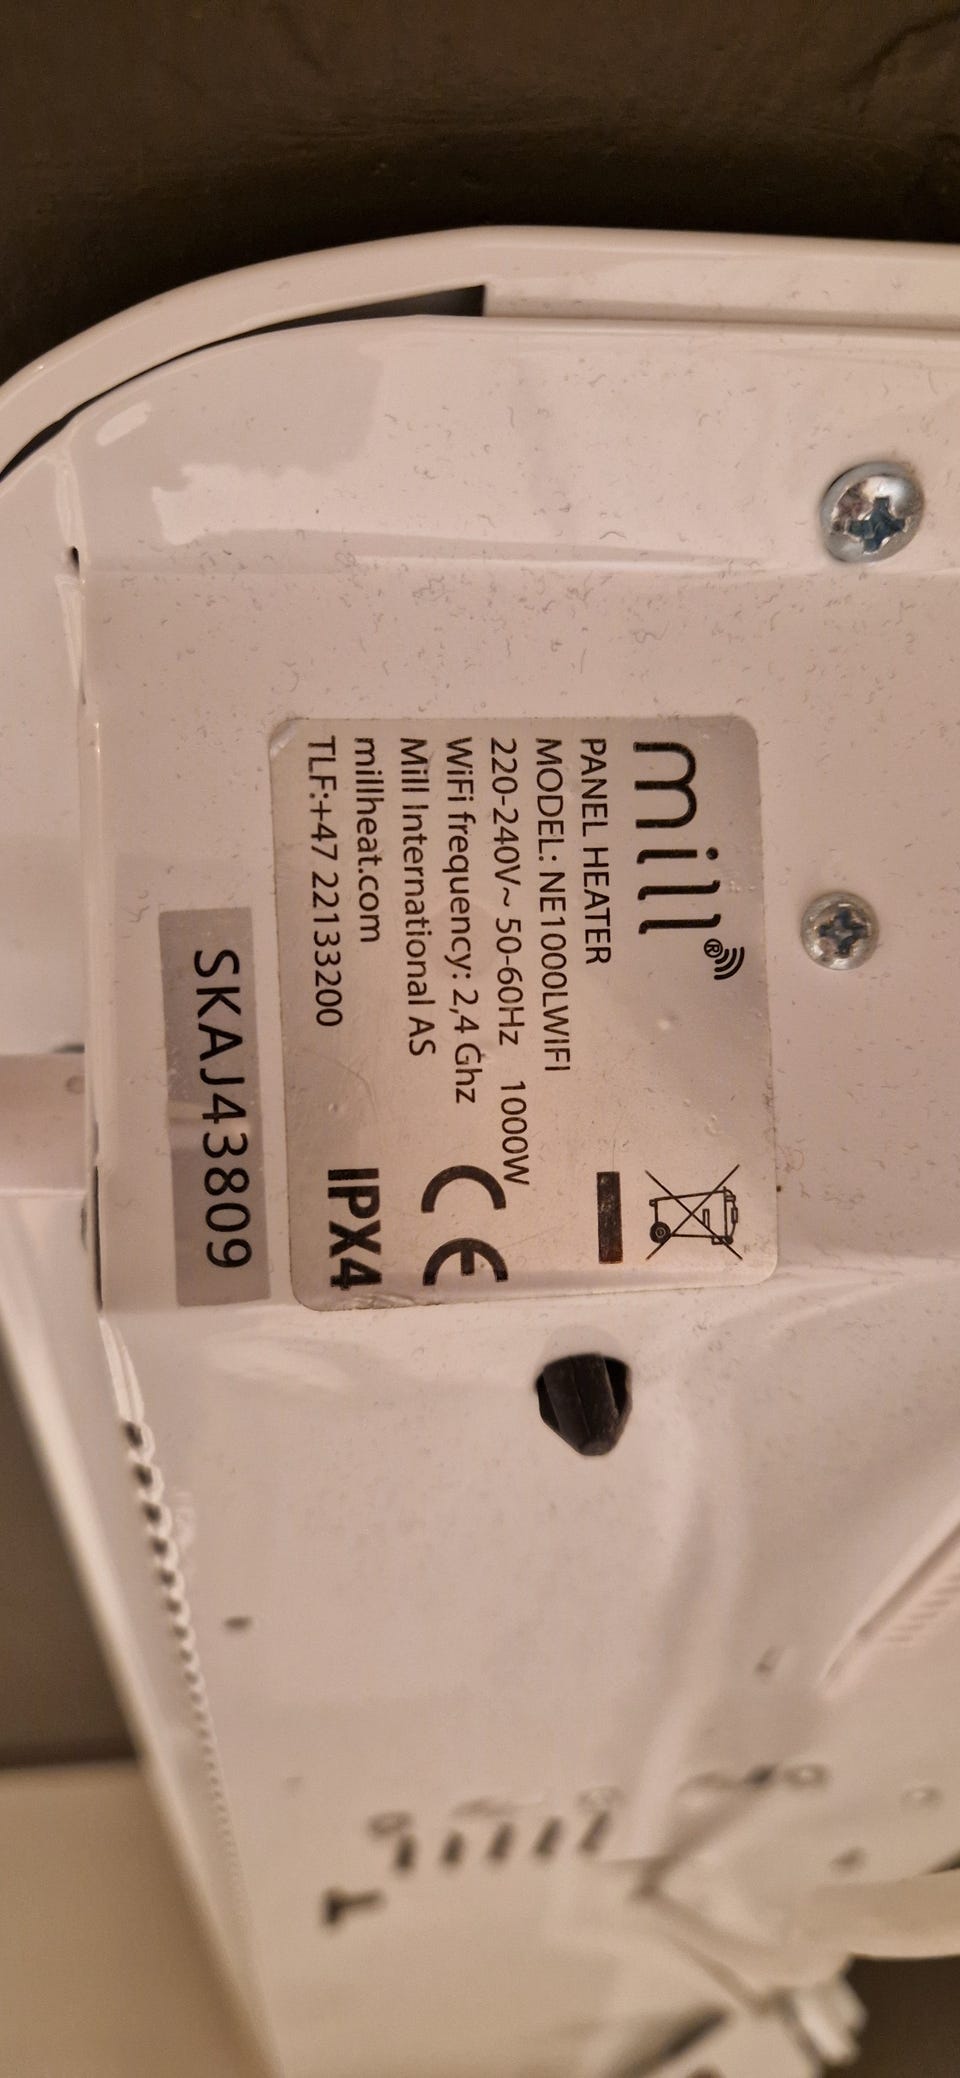 mill®
PANEL HEATER
MODEL: NE1000LWIFI
220-240V~ 50-60Hz 1000W
WiFi frequency: 2,4 Ghz
Mill International AS
millheat.com
TLF:+47 22133200
CE
IPX4
SKAJ43809